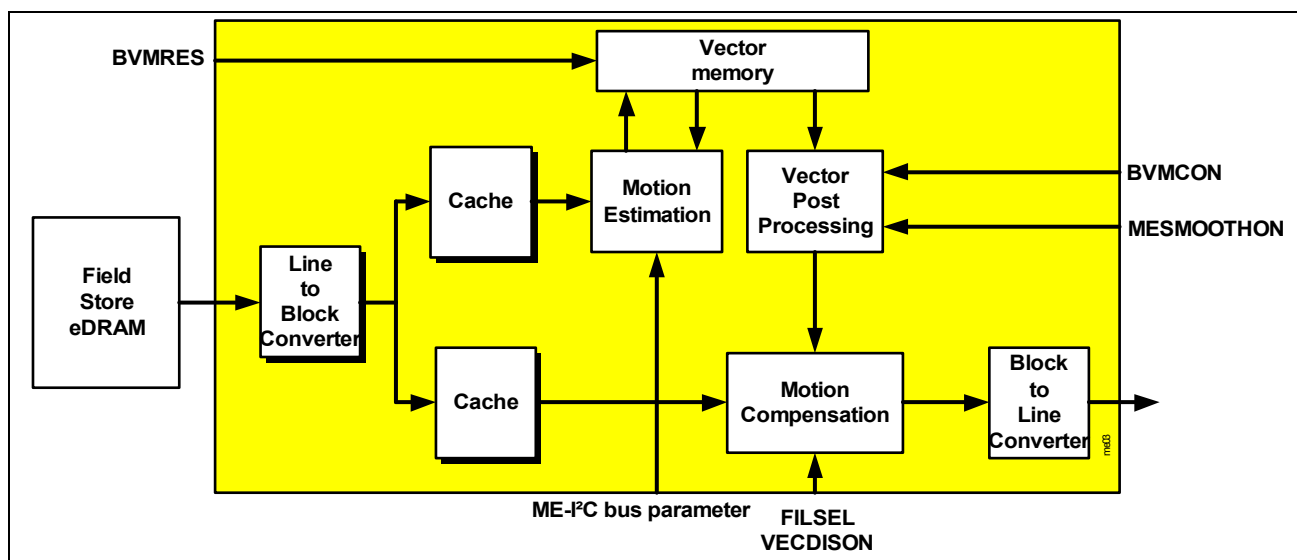 BVMRES
Vector
memory
Cache
Motion
Estimation
Vector
Post
Processing
BVMCON
MESMOOTHON
Field
Store
eDRAM
Line
to
Block
Converter
Cache
Motion
Compensation
Block
to
Line
Converter
me03
ME-I²C bus parameter
FILSEL
VECDISON